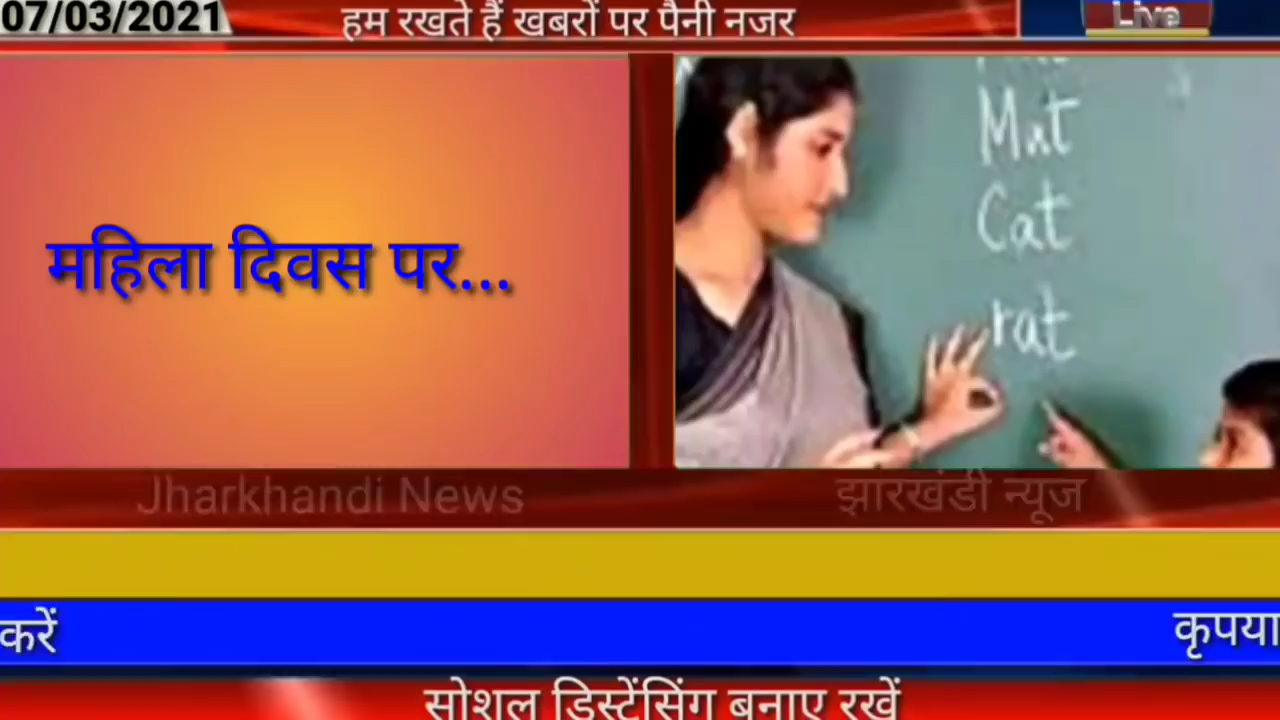 07/03/2021
हम रखते हैं खबरों पर पैनी नजर
Live
महिला दिवस पर...
Mat
Cat
rat
Jharkhandi News
झारखंडी न्यूज
करें
कृपया
सोशल डिस्टेंसिंग बनाए रखें